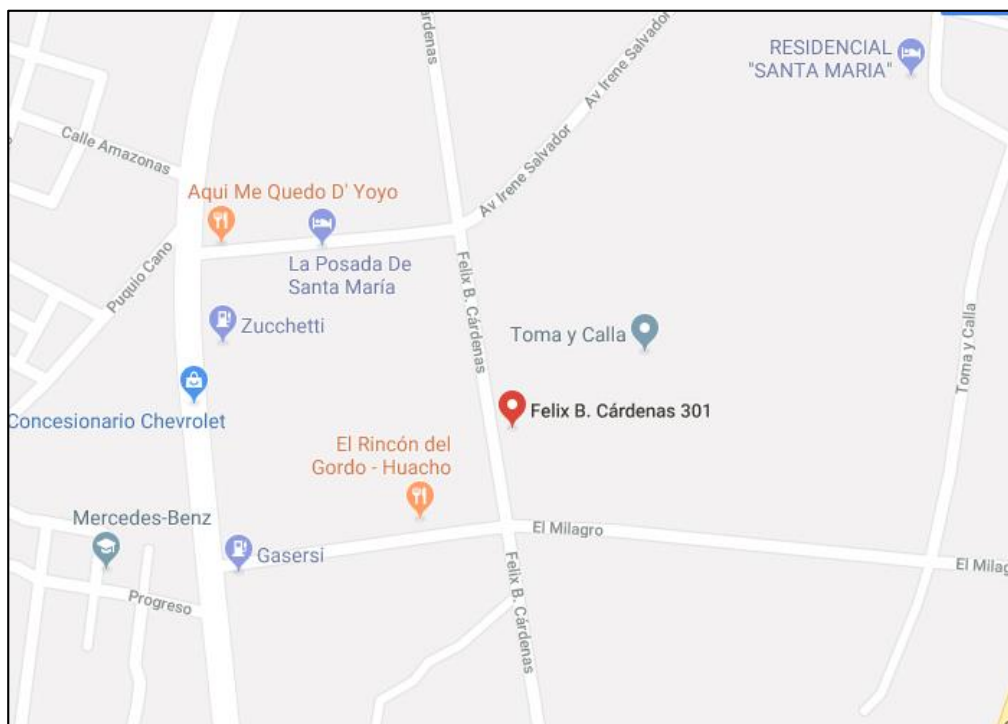 Cárdenas
Av Irene Salvador
RESIDENCIAL
"SANTA MARIA"
Calle Amazonas
Aqui Me Quedo D' Yoyo
Av Irene Salvador
Puquio Cano
La Posada De
Santa María
Felix B. Cárdenas
Zucchetti
Toma y Calla
Toma y Calla
Concesionario Chevrolet
Felix B. Cárdenas 301
El Rincón del
Gordo - Huacho
Mercedes-Benz
El Milagro
Gasersi
Felix B. Cárdenas
El Milag
Progreso